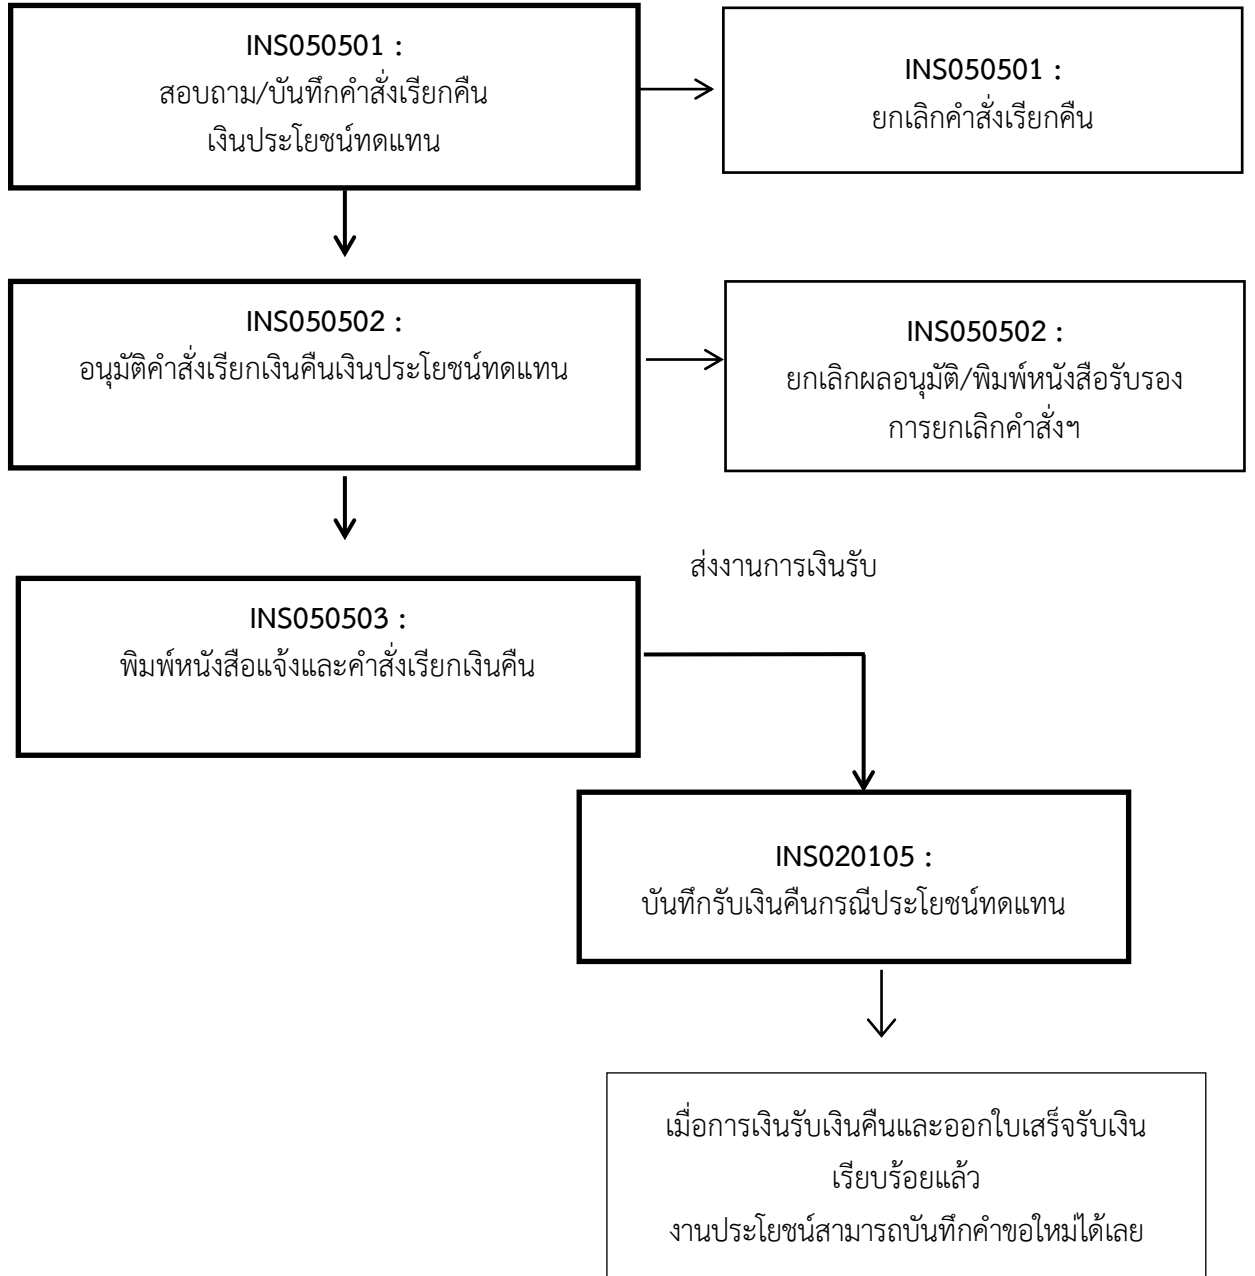 INS050501 :
สอบถาม/บันทึกคำสั่งเรียกคืน
เงินประโยชน์ทดแทน
INS050501 :
ยกเลิกคำสั่งเรียกคืน
INS050502 :
อนุมัติคำสั่งเรียกเงินคืนเงินประโยชน์ทดแทน
INS050502 :
ยกเลิกผลอนุมัติ/พิมพ์หนังสือรับรอง
การยกเลิกคำสั่งฯ
ส่งงานการเงินรับ
INS050503 :
พิมพ์หนังสือแจ้งและคำสั่งเรียกเงินคืน
INS020105 :
บันทึกรับเงินคืนกรณีประโยชน์ทดแทน
เมื่อการเงินรับเงินคืนและออกใบเสร็จรับเงิน
เรียบร้อยแล้ว
งานประโยชน์สามารถบันทึกคำขอใหม่ได้เลย